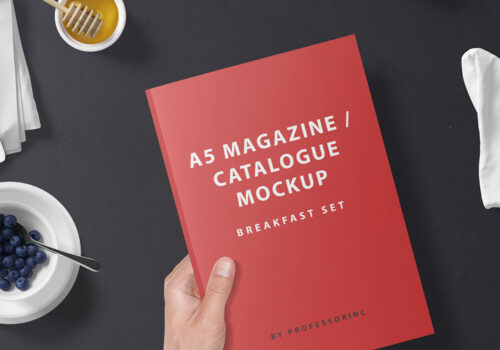 A5 MAGAZINE /
CATALOGUE
MOCKUP
BREAKFAST SET
BY PROFESSORINC